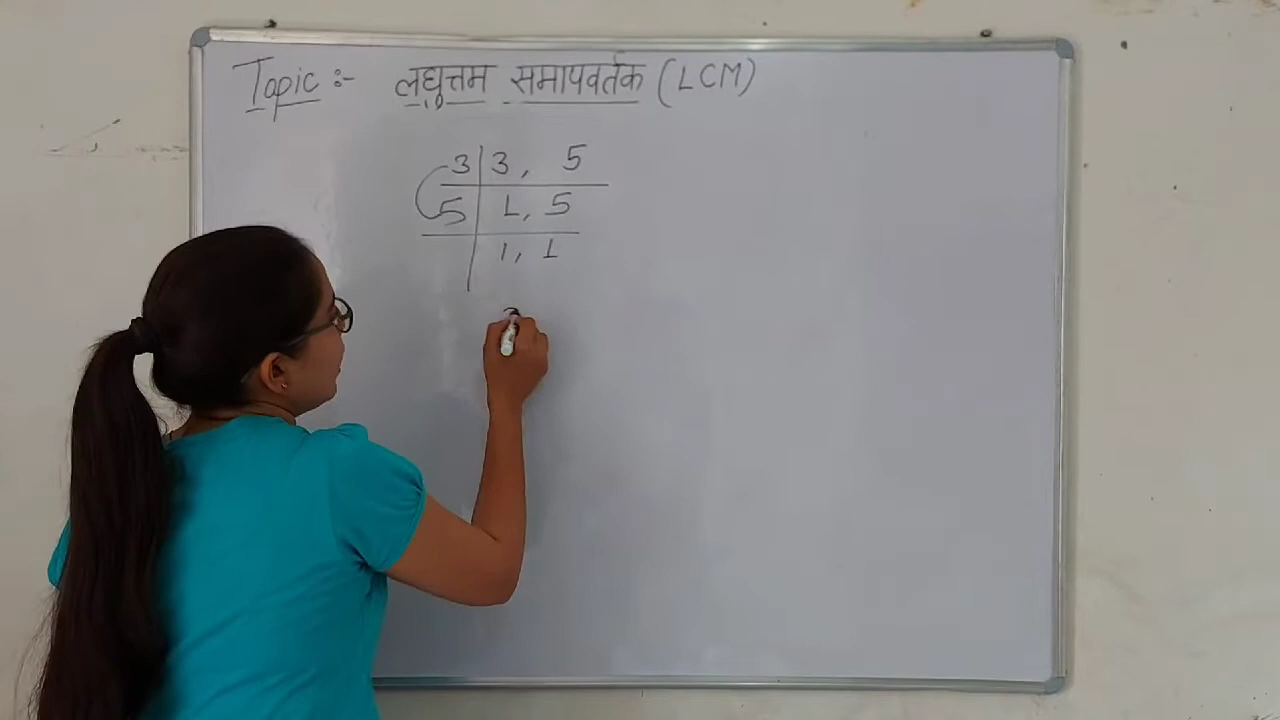 Topic :- लघुत्तम समापवर्तक (LCM)
3 | 3, 5
5 | 1, 5
| 1, 1